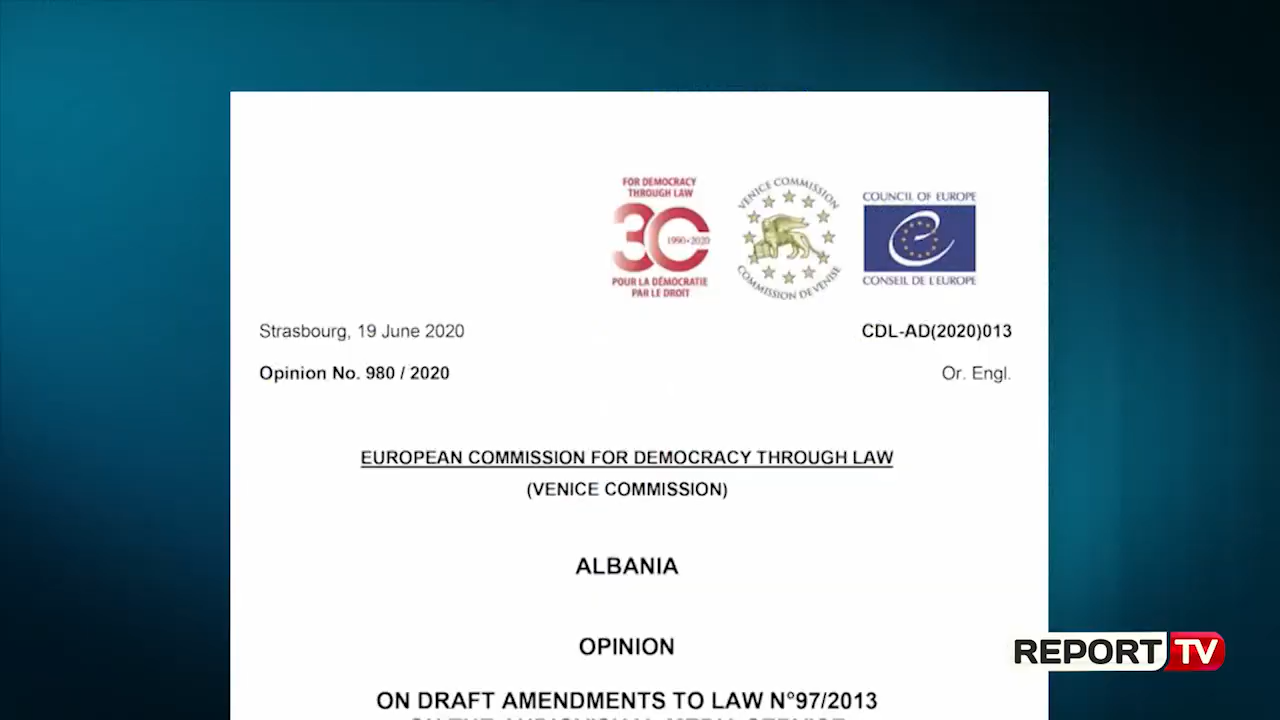 FOR DEMOCRACY
THROUGH LAW
30
1990•2020
POUR LA DÉMOCRATIE
PAR LE DROIT
VENICE COMMISSION
COMMISSION DE VENISE
COUNCIL OF EUROPE
CONSEIL DE L'EUROPE
Strasbourg, 19 June 2020
CDL-AD(2020)013
Opinion No. 980 / 2020
Or. Engl.
EUROPEAN COMMISSION FOR DEMOCRACY THROUGH LAW
(VENICE COMMISSION)
ALBANIA
OPINION
REPORT TV
ON DRAFT AMENDMENTS TO LAW N°97/2013